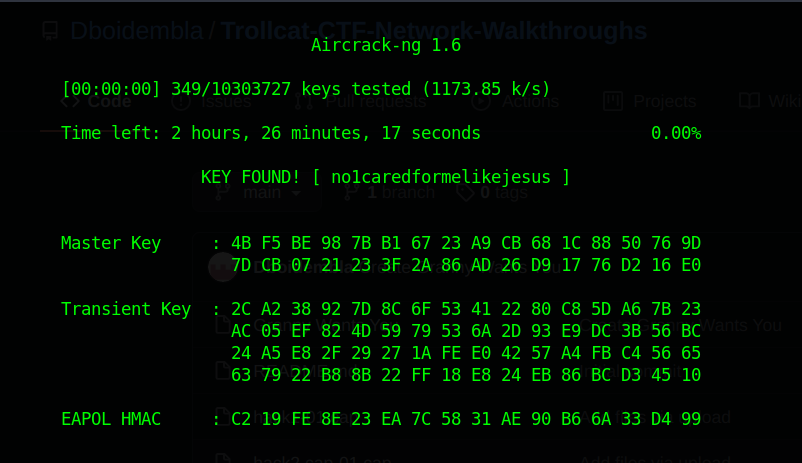 Dboidembla / Trollcat-CTF-Network-Walkthroughs
Aircrack-ng 1.6
[00:00:00] 349/10303727 keys tested (1173.85 k/s)
Code Issues Pull requests Actions Projects Wiki
Time left: 2 hours, 26 minutes, 17 seconds 0.00%
KEY FOUND! [ no1caredformelikejesus ]
main 1 branch 0 tags
Master Key : 4B F5 BE 98 7B B1 67 23 A9 CB 68 1C 88 50 76 9D
7D CB 07 21 23 3F 2A 86 AD 26 D9 17 76 D2 16 E0
Transient Key : 2C A2 38 92 7D 8C 6F 53 41 22 80 C8 5D A6 7B 23
Wants You
AC 05 EF 82 4D 59 79 53 6A 2D 93 E9 DC 3B 56 BC
24 A5 E8 2F 29 27 1A FE E0 42 57 A4 FB C4 56 65
63 79 22 B8 8B 22 FF 18 E8 24 EB 86 BC D3 45 10
EAPOL HMAC : C2 19 FE 8E 23 EA 7C 58 31 AE 90 B6 6A 33 D4 99
Add files via upload